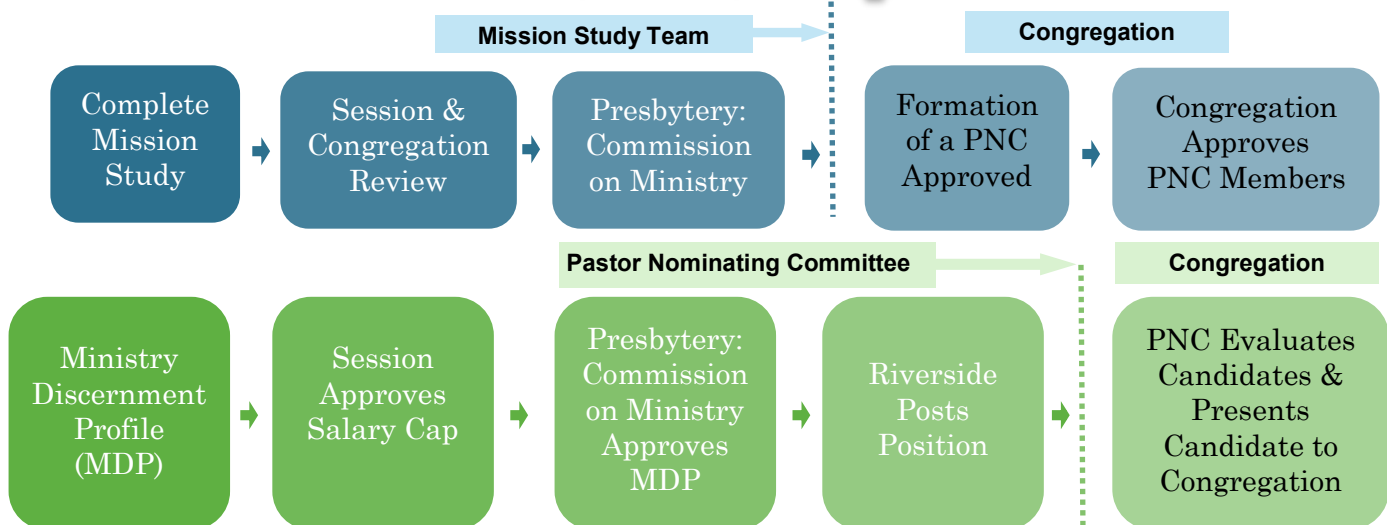 Mission Study Team
Congregation
Complete
Mission
Study
Session &
Congregation
Review
Presbytery:
Commission
on Ministry
Formation
of a PNC
Approved
Congregation
Approves
PNC Members
Pastor Nominating Committee
Congregation
Ministry
Discernment
Profile
(MDP)
Session
Approves
Salary Cap
Presbytery:
Commission
on Ministry
Approves
MDP
Riverside
Posts
Position
PNC Evaluates
Candidates &
Presents
Candidate to
Congregation